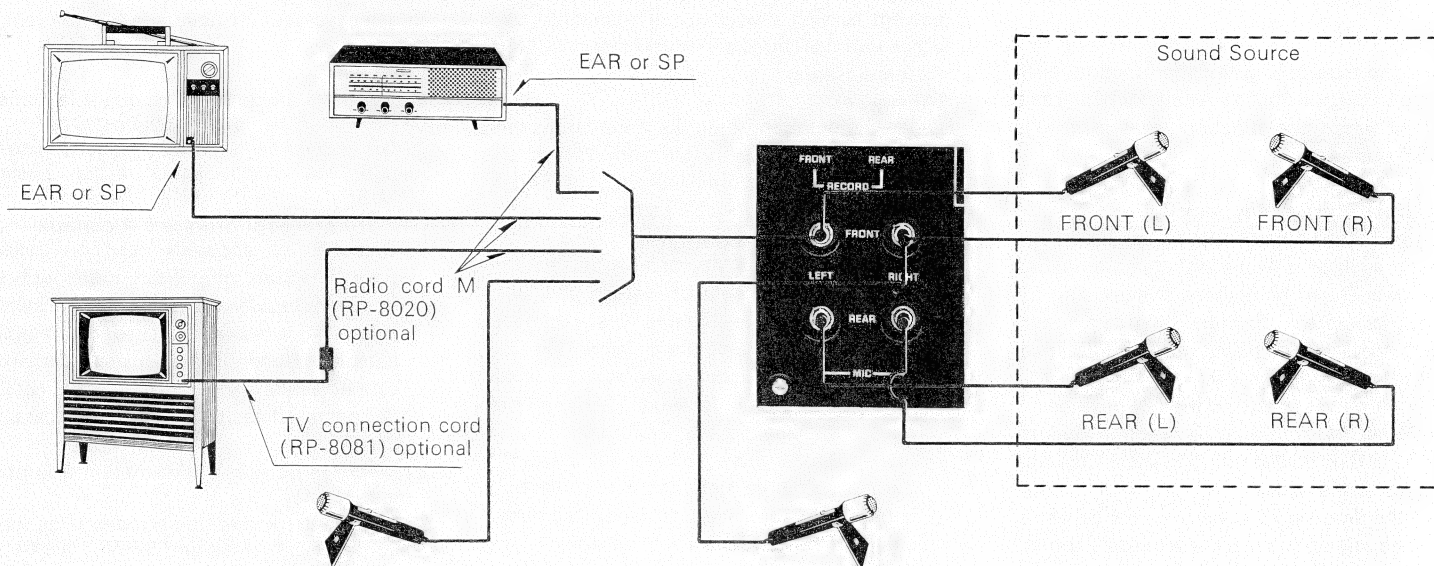 Sound Source
EAR or SP
EAR or SP
FRONT REAR
RECORD
FRONT
LEFT RIGHT
REAR
MIC
FRONT (L) FRONT (R)
REAR (L) REAR (R)
Radio cord M
(RP-8020)
optional
TV connection cord
(RP-8081) optional